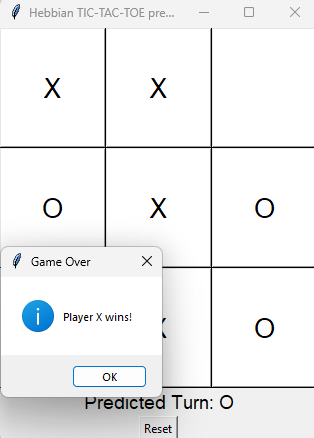 Hebbian TIC-TAC-TOE pre...
X X
O X O
Game Over
Player X wins!
X O
OK
Predicted Turn: O
Reset